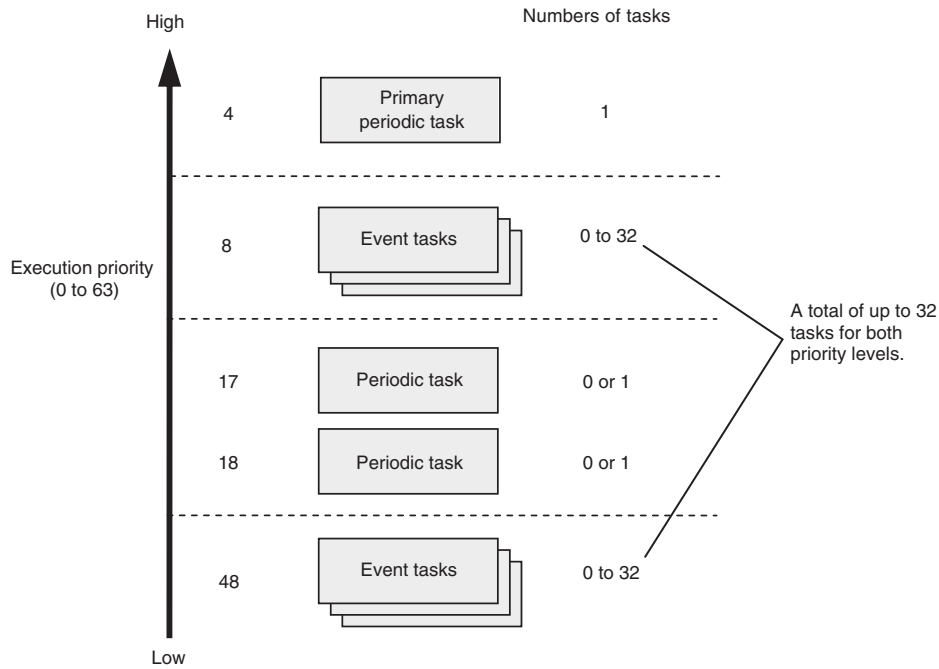 High
Numbers of tasks
4
Primary
periodic task
1
8
Event tasks
0 to 32
Execution priority
(0 to 63)
A total of up to 32
tasks for both
priority levels.
17
Periodic task
0 or 1
18
Periodic task
0 or 1
48
Event tasks
0 to 32
Low